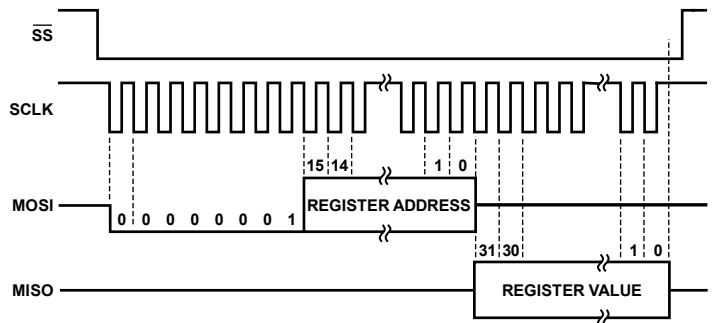 SS
SCLK
15 14 1 0
MOSI
0 0 0 0 0 0 0 1
REGISTER ADDRESS
31 30 1 0
MISO
REGISTER VALUE